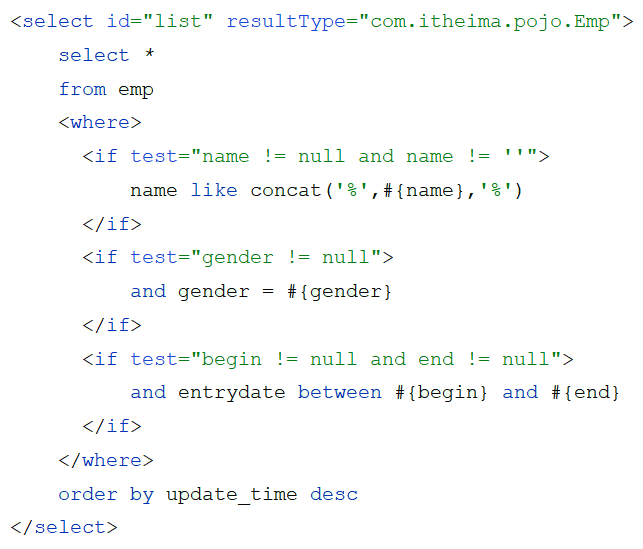 <select id="list" resultType="com.itheima.pojo.Emp">
    select *
    from emp
    <where>
      <if test="name != null and name != ''">
          name like concat('%',#{name},'%')
      </if>
      <if test="gender != null">
          and gender = #{gender}
      </if>
      <if test="begin != null and end != null">
          and entrydate between #{begin} and #{end}
      </if>
    </where>
    order by update_time desc
</select>